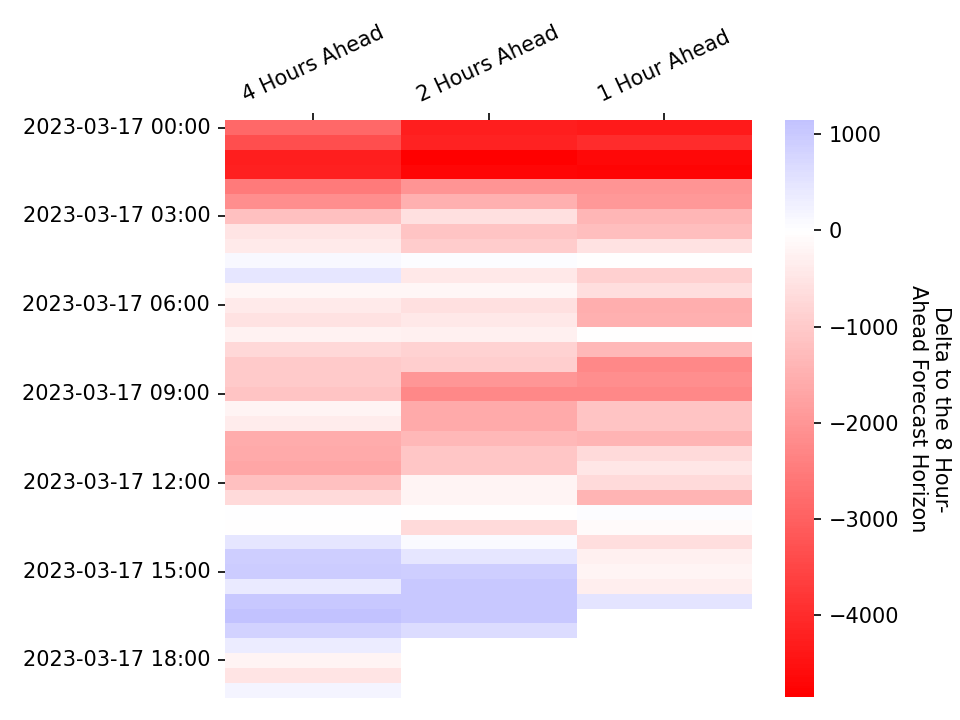 4 Hours Ahead
2 Hours Ahead
1 Hour Ahead
2023-03-17 00:00
2023-03-17 03:00
2023-03-17 06:00
2023-03-17 09:00
2023-03-17 12:00
2023-03-17 15:00
2023-03-17 18:00
1000
0
−1000
−2000
−3000
−4000
Delta to the 8 Hour-
Ahead Forecast Horizon